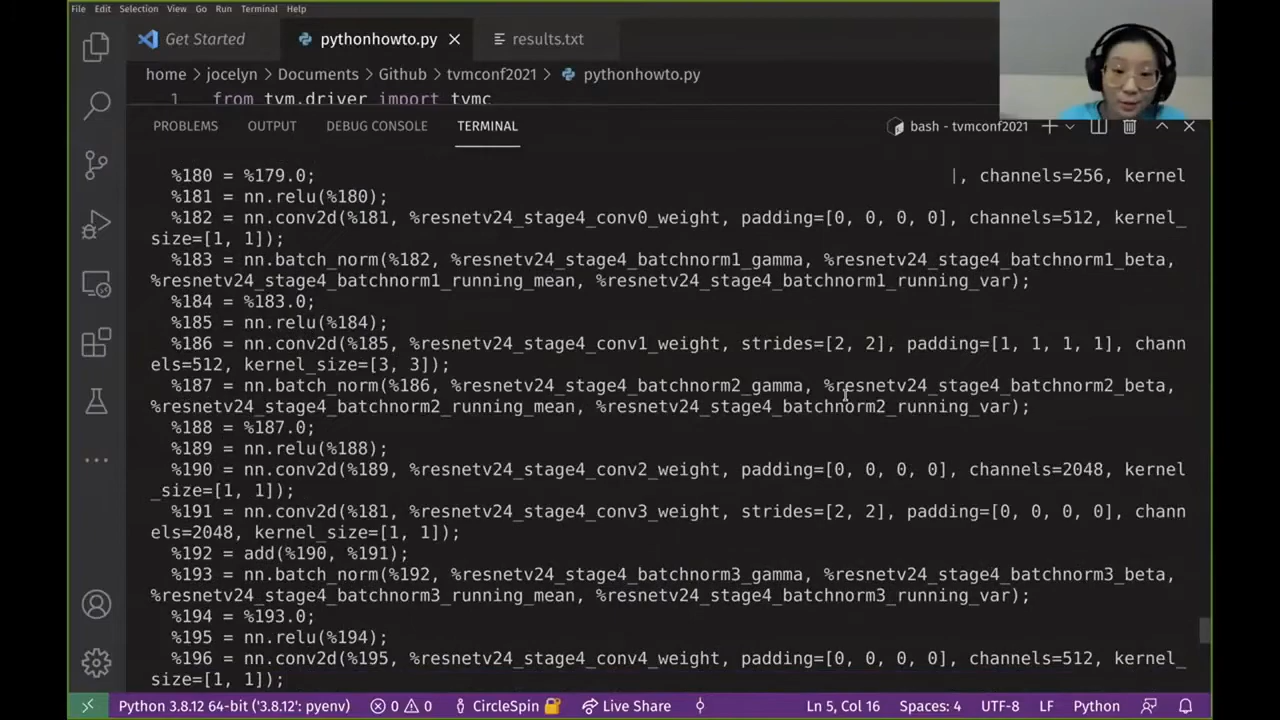 File Edit Selection View Go Run Terminal Help
Get Started pythonhowto.py results.txt
home > jocelyn > Documents > Github > tvmconf2021 > pythonhowto.py
1 from tvm.driver import tvmc
PROBLEMS OUTPUT DEBUG CONSOLE TERMINAL bash - tvmconf2021
%180 = %179.0; |, channels=256, kernel
%181 = nn.relu(%180);
%182 = nn.conv2d(%181, %resnetv24_stage4_conv0_weight, padding=[0, 0, 0, 0], channels=512, kernel_
size=[1, 1]);
%183 = nn.batch_norm(%182, %resnetv24_stage4_batchnorm1_gamma, %resnetv24_stage4_batchnorm1_beta,
%resnetv24_stage4_batchnorm1_running_mean, %resnetv24_stage4_batchnorm1_running_var);
%184 = %183.0;
%185 = nn.relu(%184);
%186 = nn.conv2d(%185, %resnetv24_stage4_conv1_weight, strides=[2, 2], padding=[1, 1, 1, 1], chann
els=512, kernel_size=[3, 3]);
%187 = nn.batch_norm(%186, %resnetv24_stage4_batchnorm2_gamma, %resnetv24_stage4_batchnorm2_beta,
%resnetv24_stage4_batchnorm2_running_mean, %resnetv24_stage4_batchnorm2_running_var);
%188 = %187.0;
%189 = nn.relu(%188);
%190 = nn.conv2d(%189, %resnetv24_stage4_conv2_weight, padding=[0, 0, 0, 0], channels=2048, kernel
_size=[1, 1]);
%191 = nn.conv2d(%181, %resnetv24_stage4_conv3_weight, strides=[2, 2], padding=[0, 0, 0, 0], chann
els=2048, kernel_size=[1, 1]);
%192 = add(%190, %191);
%193 = nn.batch_norm(%192, %resnetv24_stage4_batchnorm3_gamma, %resnetv24_stage4_batchnorm3_beta,
%resnetv24_stage4_batchnorm3_running_mean, %resnetv24_stage4_batchnorm3_running_var);
%194 = %193.0;
%195 = nn.relu(%194);
%196 = nn.conv2d(%195, %resnetv24_stage4_conv4_weight, padding=[0, 0, 0, 0], channels=512, kernel_
size=[1, 1]);
Python 3.8.12 64-bit ('3.8.12': pyenv) 0 0 CircleSpin Live Share Ln 5, Col 16 Spaces: 4 UTF-8 LF Python